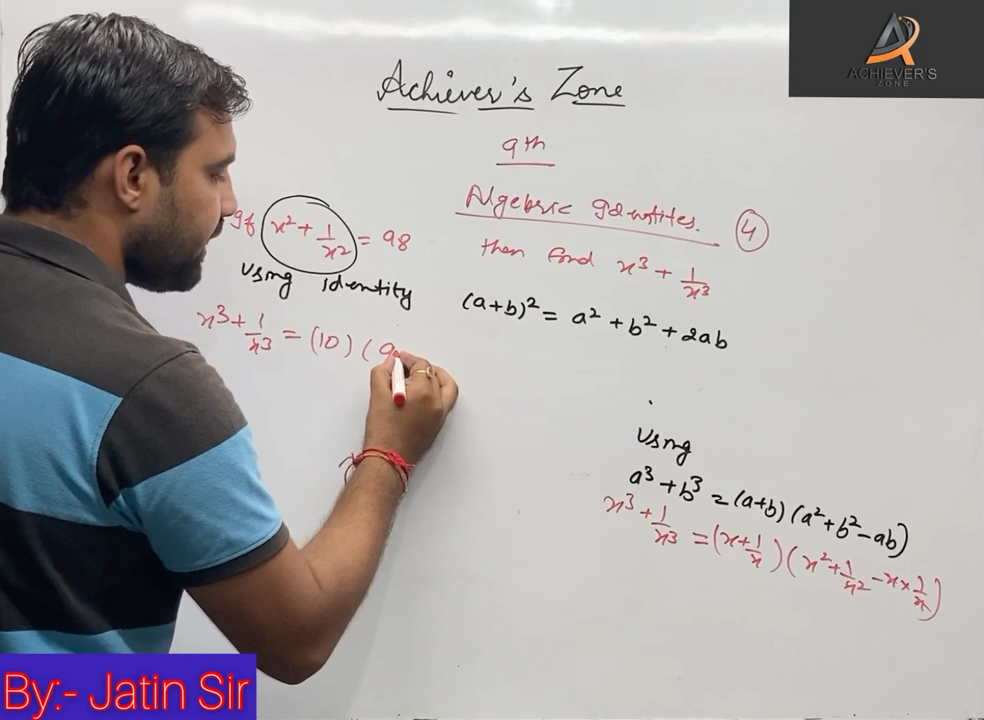 ACHIEVER'S
ZONE
Achiever's Zone
9th
Algebric Identites. 4
If x² + 1/x² = 98 then find x³ + 1/x³
Using identity
(a+b)² = a² + b² + 2ab
x³ + 1/x³ = (10) (9
Using
a³ + b³ = (a+b) (a² + b² - ab)
x³ + 1/x³ = (x + 1/x) (x² + 1/x² - x × 1/x)
By:- Jatin Sir